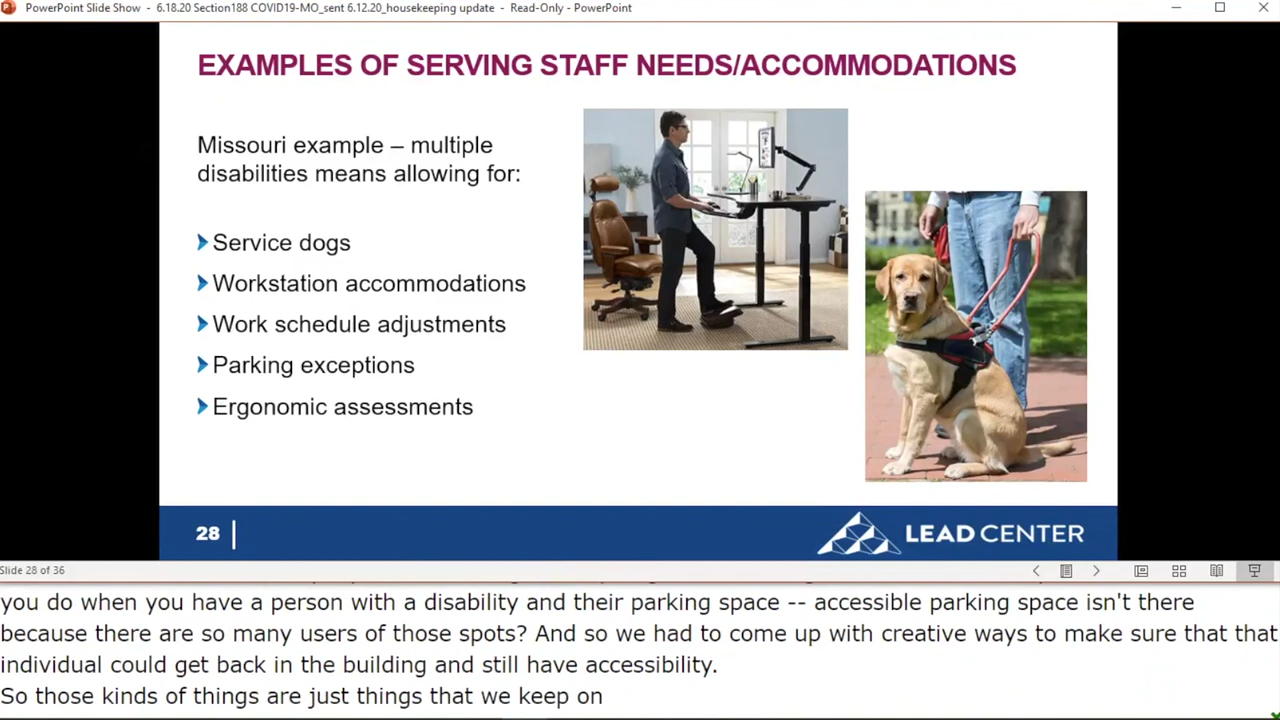 PowerPoint Slide Show - 6.18.20 Section188 COVID19-MO_sent 6.12.20_housekeeping update - Read-Only - PowerPoint
EXAMPLES OF SERVING STAFF NEEDS/ACCOMMODATIONS
Missouri example – multiple
disabilities means allowing for:
Service dogs
Workstation accommodations
Work schedule adjustments
Parking exceptions
Ergonomic assessments
28
LEAD CENTER
Slide 28 of 36
you do when you have a person with a disability and their parking space -- accessible parking space isn't there
because there are so many users of those spots? And so we had to come up with creative ways to make sure that that
individual could get back in the building and still have accessibility.
So those kinds of things are just things that we keep on